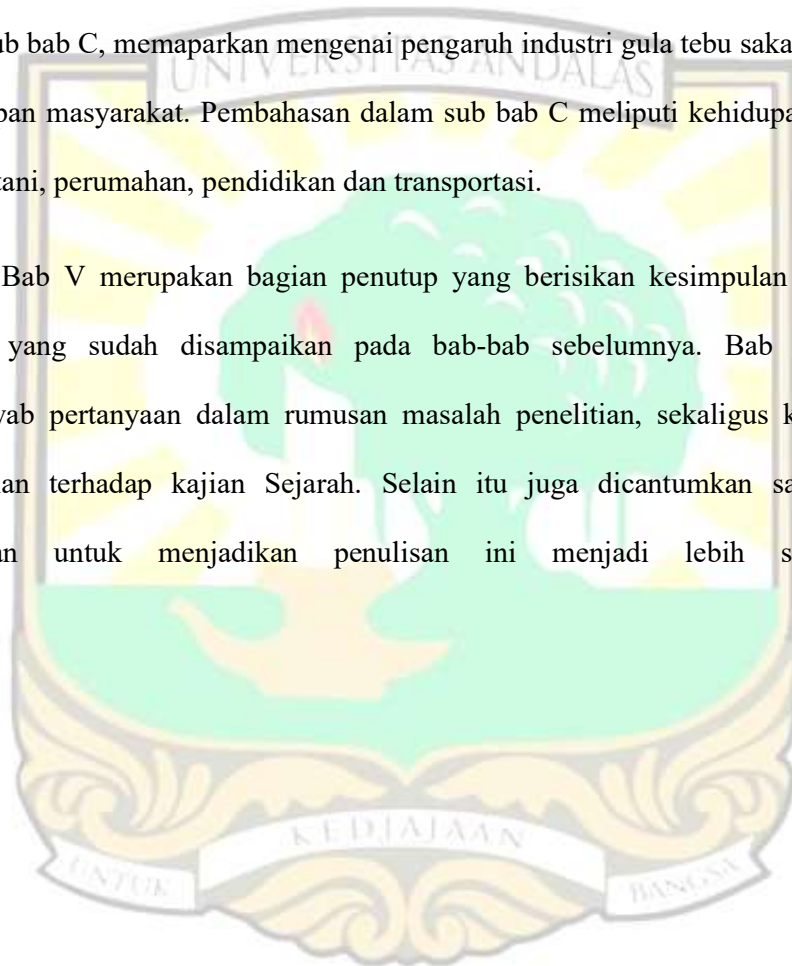 UNIVERSITAS ANDALAS
ub bab C, memaparkan mengenai pengaruh industri gula tebu saka
pan masyarakat. Pembahasan dalam sub bab C meliputi kehidupa
tani, perumahan, pendidikan dan transportasi.
Bab V merupakan bagian penutup yang berisikan kesimpulan
yang sudah disampaikan pada bab-bab sebelumnya. Bab
vab pertanyaan dalam rumusan masalah penelitian, sekaligus k
an terhadap kajian Sejarah. Selain itu juga dicantumkan sa
an untuk menjadikan penulisan ini menjadi lebih s
KEDJAJAAN
UNTUK BANGSA